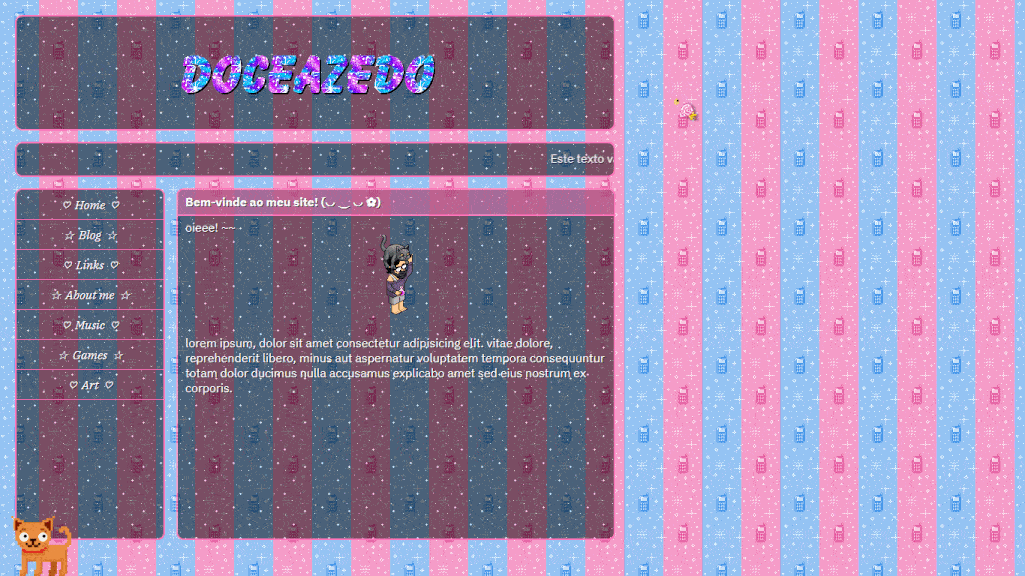 DOCEAZEDO
Este texto v
♡ Home ♡
☆ Blog ☆
♡ Links ♡
☆ About me ☆
♡ Music ♡
☆ Games ☆
♡ Art ♡
Bem-vinde ao meu site! (◡ ‿ ◡ ✿)
oieee! ~~
lorem ipsum, dolor sit amet consectetur adipisicing elit. vitae dolore,
reprehenderit libero, minus aut aspernatur voluptatem tempora consequuntur
totam dolor ducimus nulla accusamus explicabo amet sed eius nostrum ex
corporis.